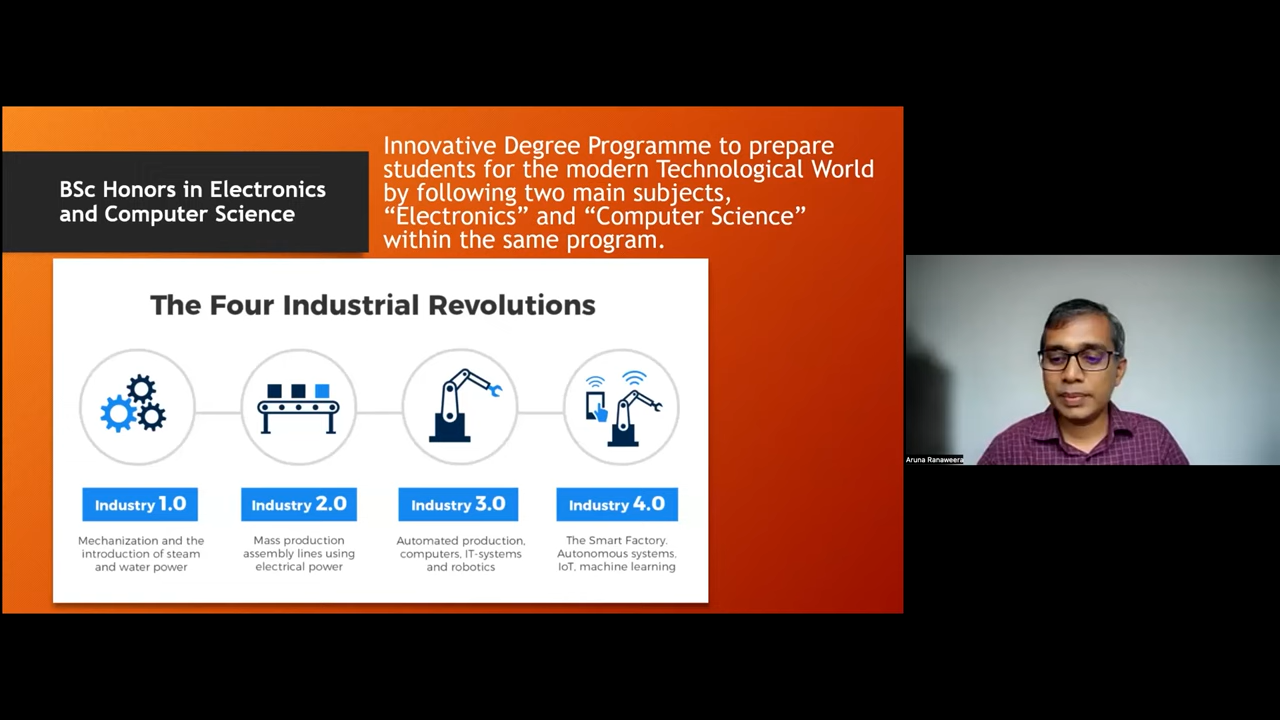 BSc Honors in Electronics
and Computer Science
Innovative Degree Programme to prepare
students for the modern Technological World
by following two main subjects,
“Electronics” and “Computer Science”
within the same program.
The Four Industrial Revolutions
Industry 1.0
Mechanization and the
introduction of steam
and water power
Industry 2.0
Mass production
assembly lines using
electrical power
Industry 3.0
Automated production,
computers, IT-systems
and robotics
Industry 4.0
The Smart Factory.
Autonomous systems.
IoT, machine learning
Aruna Ranaweera